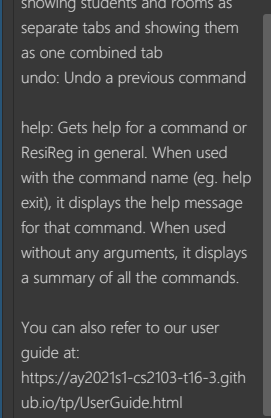 showing students and rooms as
separate tabs and showing them
as one combined tab
undo: Undo a previous command

help: Gets help for a command or
ResiReg in general. When used
with the command name (eg. help
exit), it displays the help message
for that command. When used
without any arguments, it displays
a summary of all the commands.

You can also refer to our user
guide at:
https://ay2021s1-cs2103-t16-3.gith
ub.io/tp/UserGuide.html